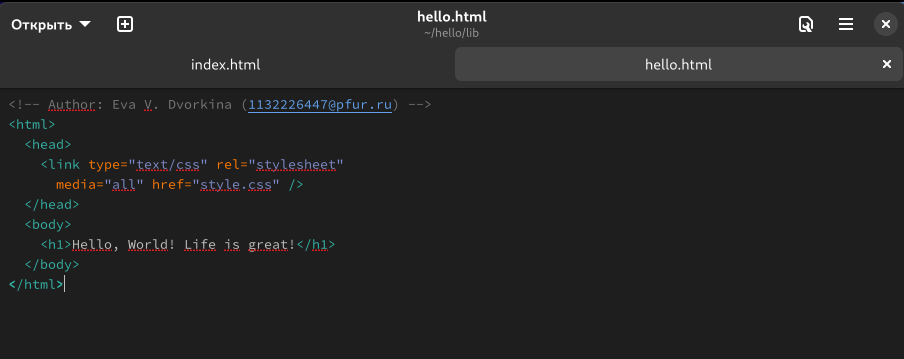 Открыть
hello.html
~/hello/lib
index.html
hello.html
<!-- Author: Eva V. Dvorkina (1132226447@pfur.ru) -->
<html>
  <head>
    <link type="text/css" rel="stylesheet"
      media="all" href="style.css" />
  </head>
  <body>
    <h1>Hello, World! Life is great!</h1>
  </body>
</html>